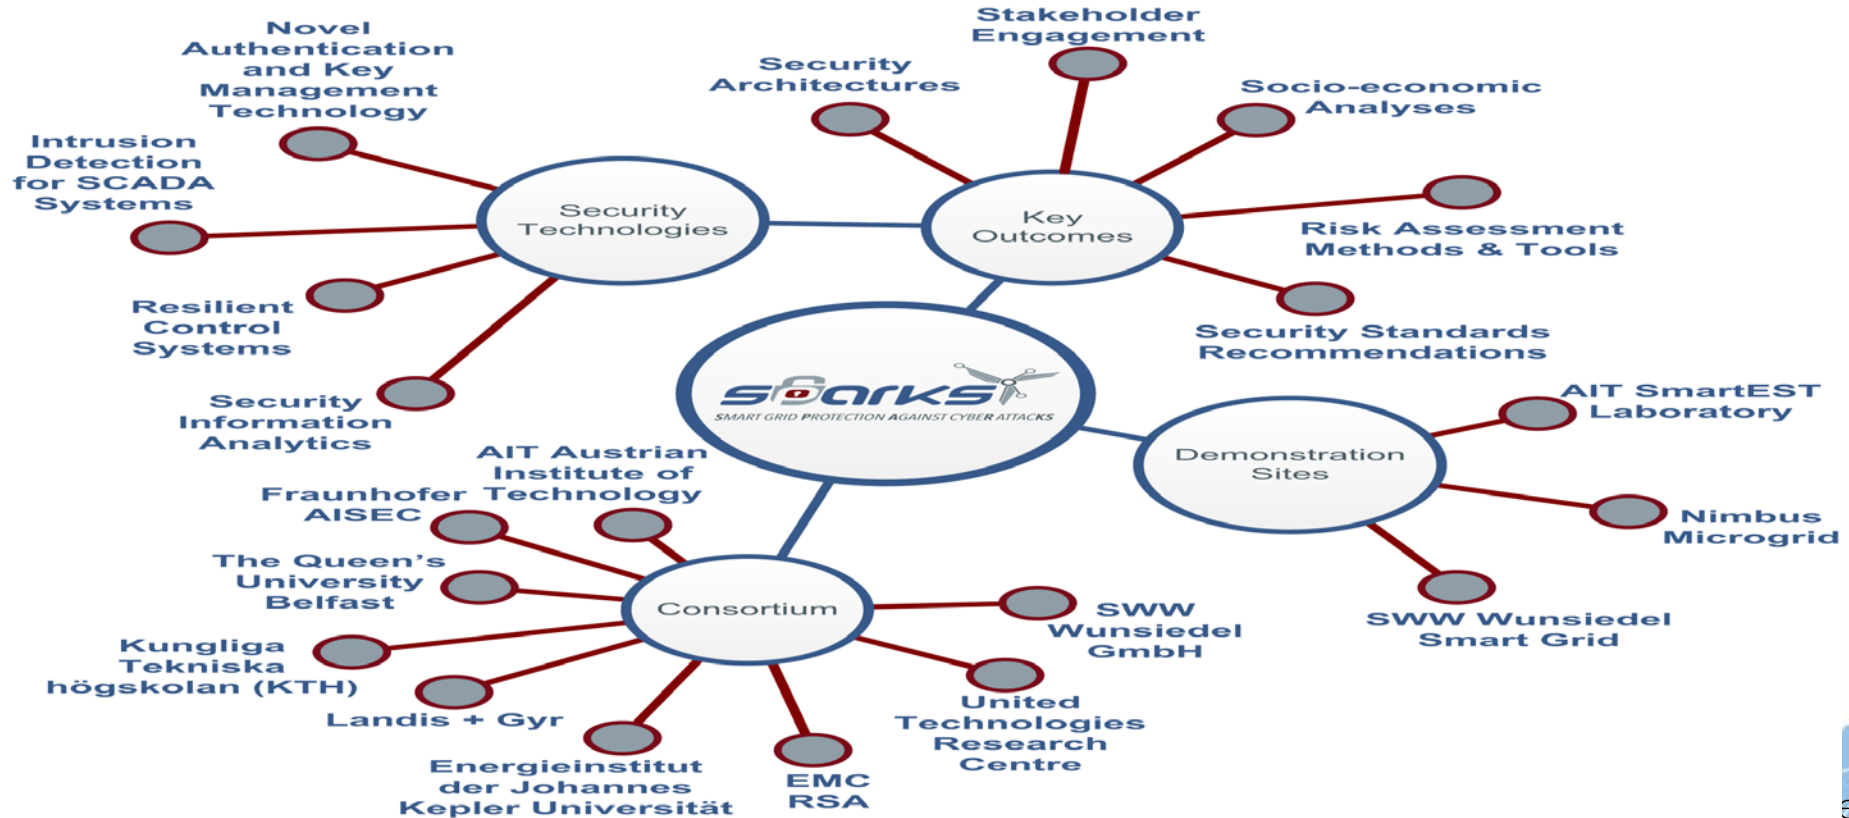 Novel
Authentication
and Key
Management
Technology
Intrusion
Detection
for SCADA
Systems
Resilient
Control
Systems
Security
Information
Analytics
Security
Technologies
Security
Architectures
Stakeholder
Engagement
Socio-economic
Analyses
Risk Assessment
Methods & Tools
Security Standards
Recommendations
Key
Outcomes
sparks
SMART GRID PROTECTION AGAINST CYBER ATTACKS
Demonstration
Sites
AIT SmartEST
Laboratory
Nimbus
Microgrid
SWW Wunsiedel
Smart Grid
AIT Austrian
Institute of
Technology
Fraunhofer
AISEC
The Queen's
University
Belfast
Kungliga
Tekniska
högskolan (KTH)
Landis + Gyr
Energieinstitut
der Johannes
Kepler Universität
EMC
RSA
United
Technologies
Research
Centre
SWW
Wunsiedel
GmbH
Consortium